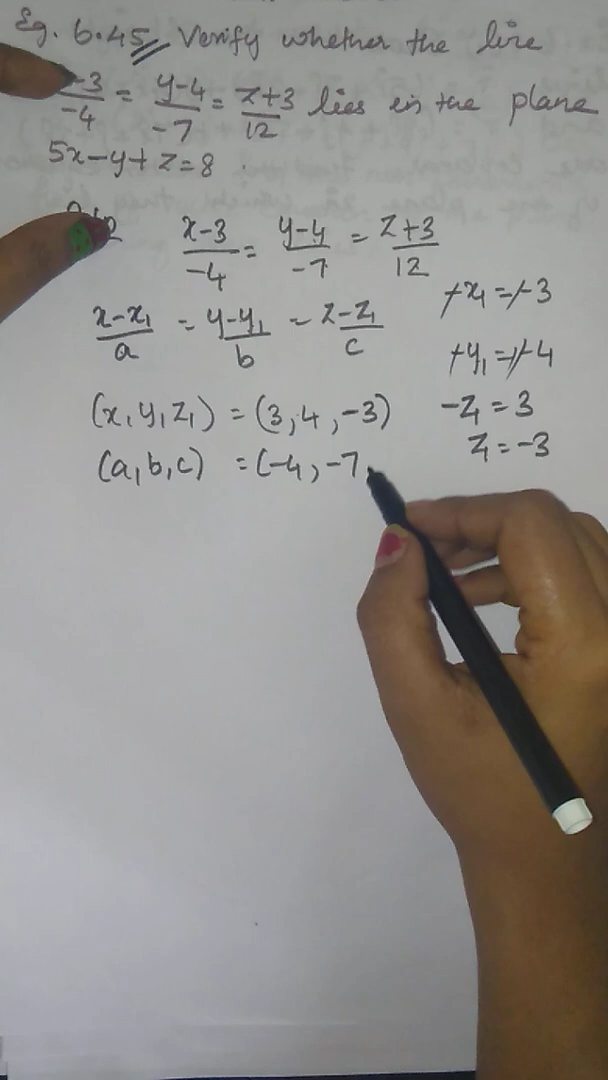 Eg. 6.45, Verify whether the line
-3/-4 = y-4/-7 = z+3/12 lies in the plane
5x-y+z=8
x-3/-4 = y-4/-7 = z+3/12
x-x₁/a = y-y₁/b = z-z₁/c
(x, y, z₁) = (3, 4, -3)
(a, b, c) = (-4, -7,
-x₁ = -3
-y₁ = -4
-z₁ = 3
z₁ = -3